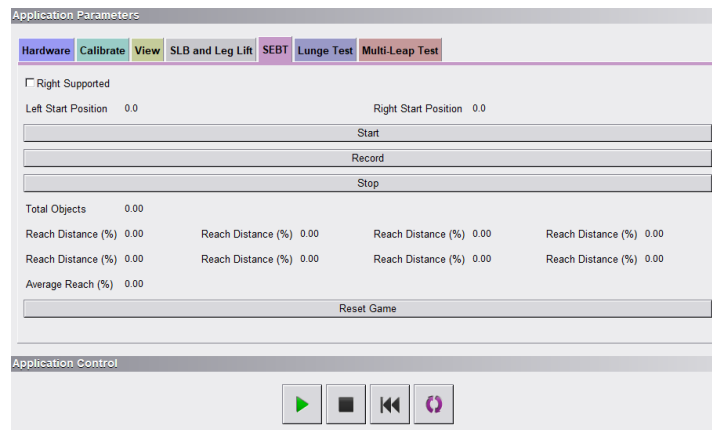 Application Parameters
Hardware Calibrate View SLB and Leg Lift SEBT Lunge Test Multi-Leap Test
Right Supported
Left Start Position 0.0 Right Start Position 0.0
Start
Record
Stop
Total Objects 0.00
Reach Distance (%) 0.00 Reach Distance (%) 0.00 Reach Distance (%) 0.00 Reach Distance (%) 0.00
Reach Distance (%) 0.00 Reach Distance (%) 0.00 Reach Distance (%) 0.00 Reach Distance (%) 0.00
Average Reach (%) 0.00
Reset Game
Application Control